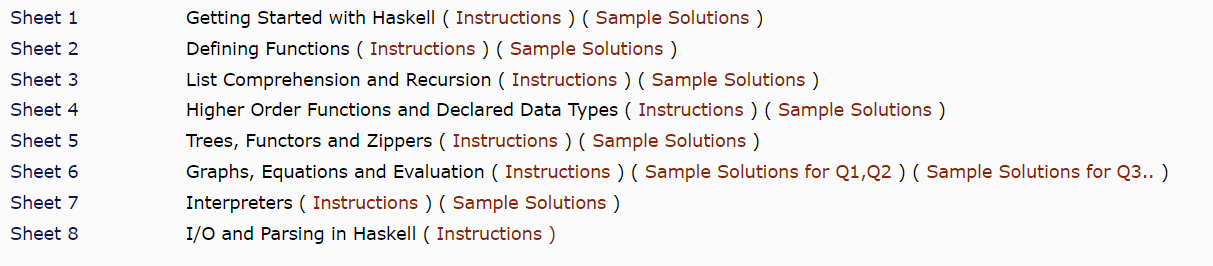 Sheet 1 Getting Started with Haskell ( Instructions ) ( Sample Solutions )
Sheet 2 Defining Functions ( Instructions ) ( Sample Solutions )
Sheet 3 List Comprehension and Recursion ( Instructions ) ( Sample Solutions )
Sheet 4 Higher Order Functions and Declared Data Types ( Instructions ) ( Sample Solutions )
Sheet 5 Trees, Functors and Zippers ( Instructions ) ( Sample Solutions )
Sheet 6 Graphs, Equations and Evaluation ( Instructions ) ( Sample Solutions for Q1,Q2 ) ( Sample Solutions for Q3.. )
Sheet 7 Interpreters ( Instructions ) ( Sample Solutions )
Sheet 8 I/O and Parsing in Haskell ( Instructions )